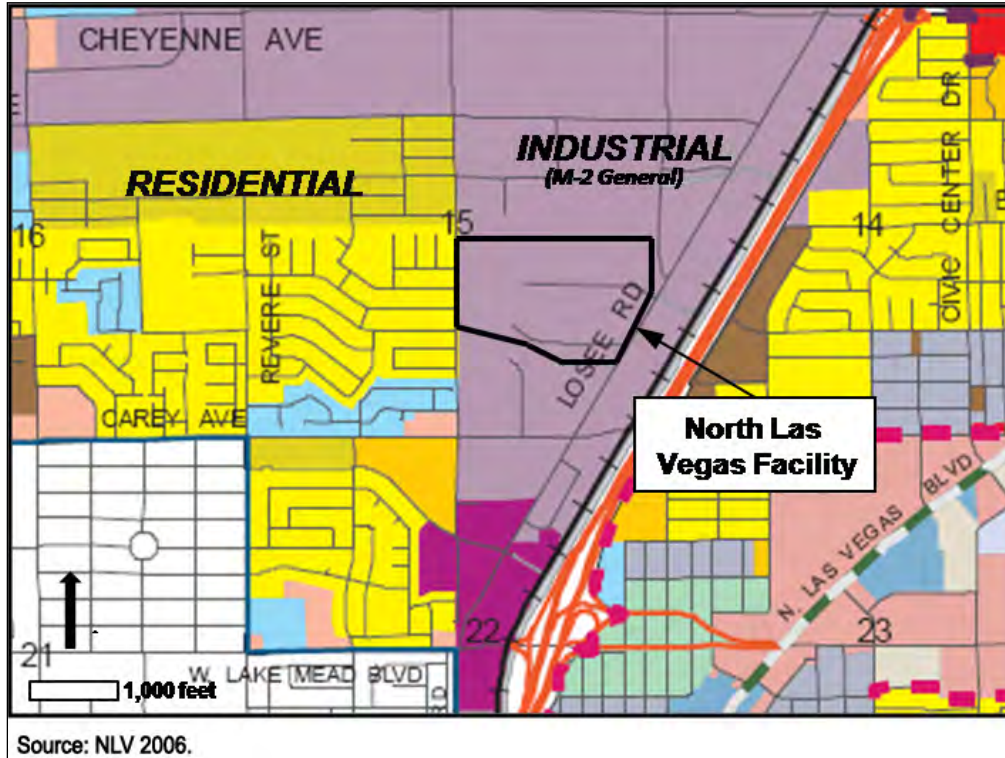 CHEYENNE AVE
RESIDENTIAL
INDUSTRIAL
(M-2 General)
CIVIC CENTER DR
16
15
14
REVERE ST
LOSEE RD
CAREY AVE
North Las
Vegas Facility
N. LAS VEGAS BLVD
21
22
23
W. LAKE MEAD BLVD
RD
1,000 feet
Source: NLV 2006.